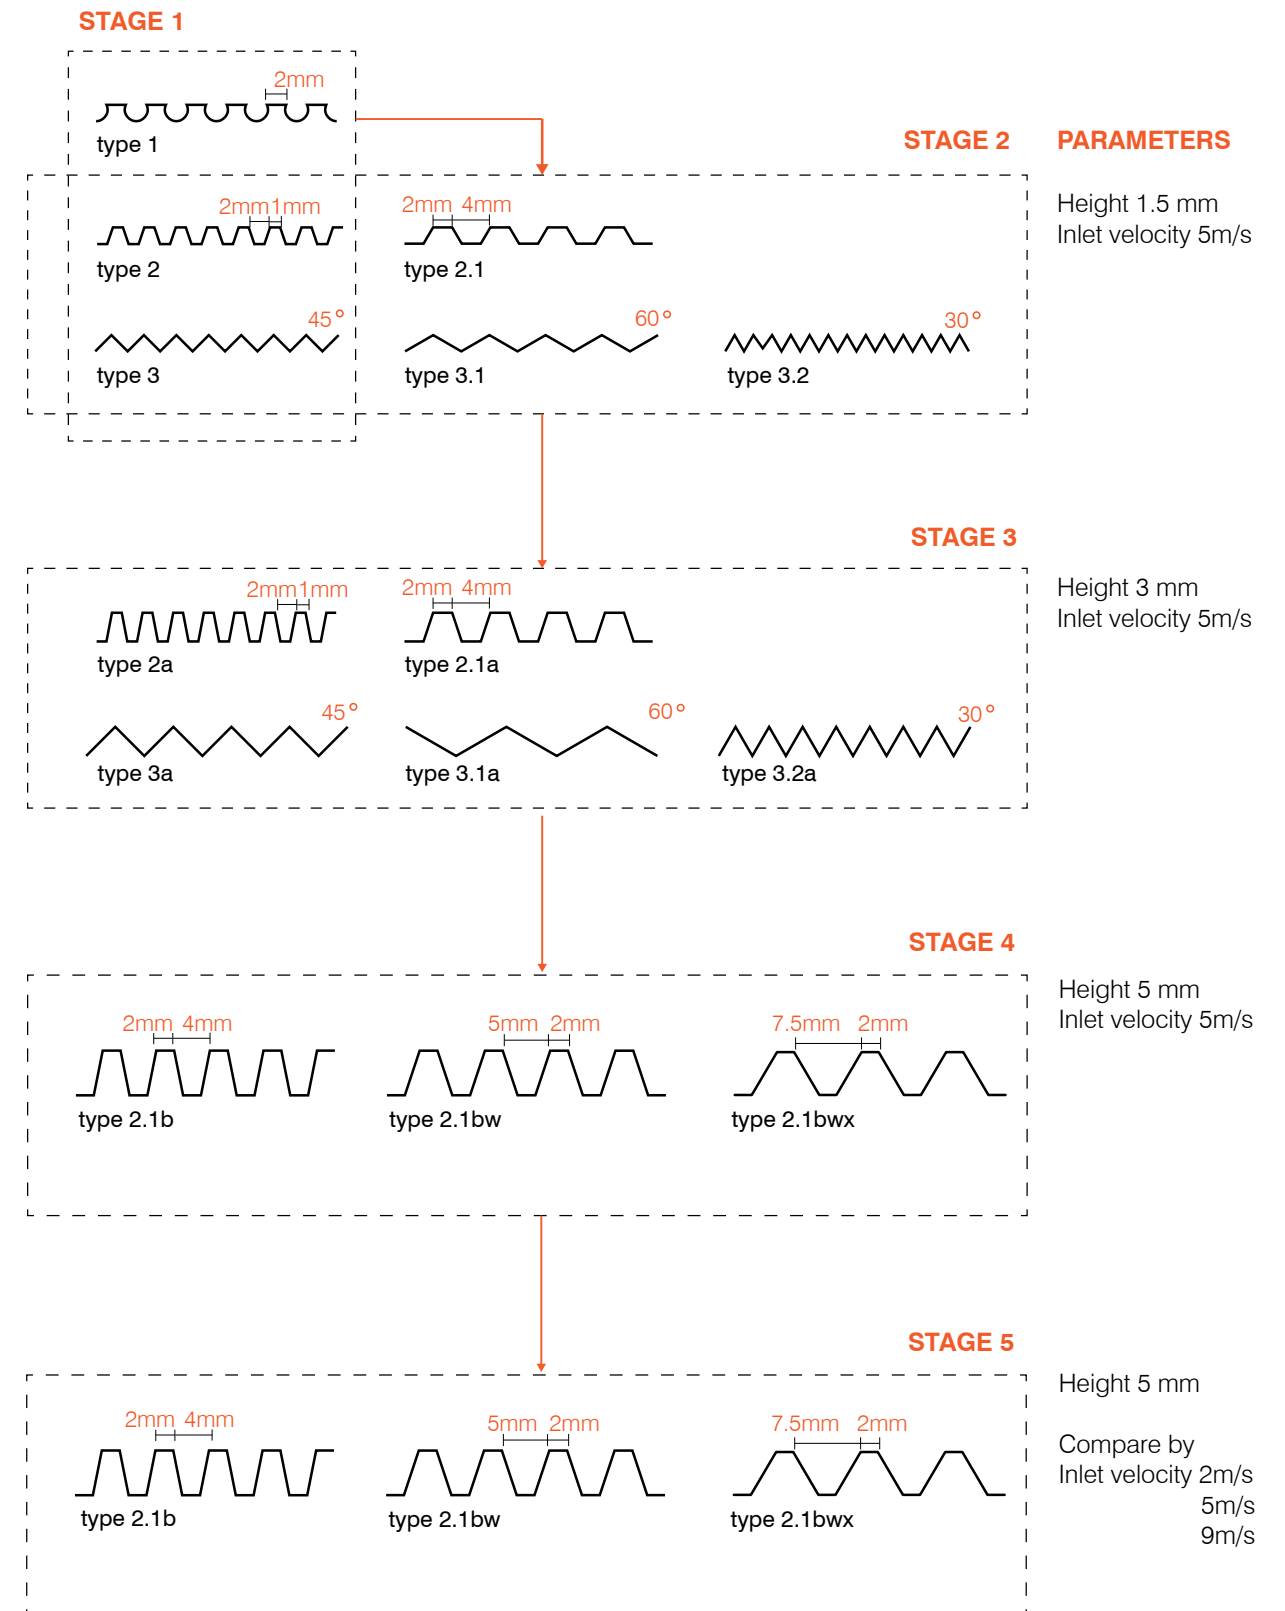 STAGE 1
2mm
type 1
STAGE 2 PARAMETERS
Height 1.5 mm
Inlet velocity 5m/s
2mm 1mm
2mm 4mm
type 2
type 2.1
45°
60°
30°
type 3
type 3.1
type 3.2
STAGE 3
Height 3 mm
Inlet velocity 5m/s
2mm 1mm
2mm 4mm
type 2a
type 2.1a
45°
60°
30°
type 3a
type 3.1a
type 3.2a
STAGE 4
Height 5 mm
Inlet velocity 5m/s
2mm 4mm
5mm 2mm
7.5mm 2mm
type 2.1b
type 2.1bw
type 2.1bwx
STAGE 5
Height 5 mm
Compare by
Inlet velocity 2m/s
5m/s
9m/s
2mm 4mm
5mm 2mm
7.5mm 2mm
type 2.1b
type 2.1bw
type 2.1bwx